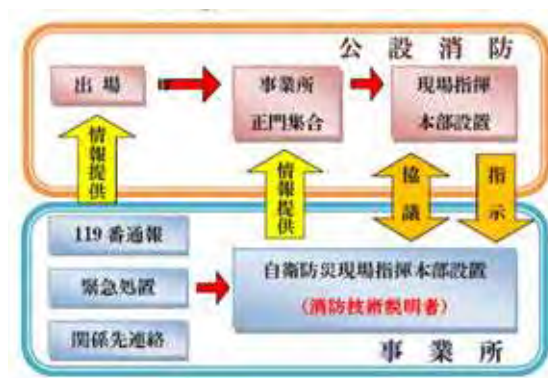 公設消防
出場
事業所
正門集合
現場指揮
本部設置
情報提供
情報提供
協議
指示
119番通報
緊急処置
関係先連絡
自衛防災現場指揮本部設置
(消防技術説明者)
事業所